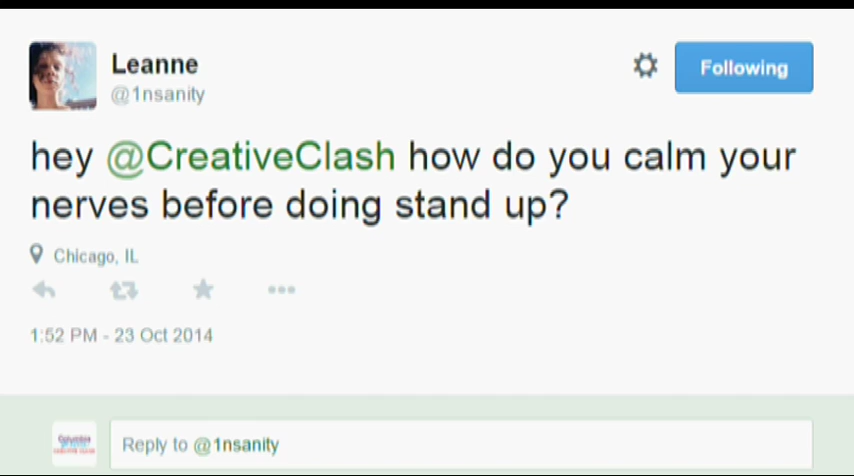 Leanne
@1nsanity
Following
hey @CreativeClash how do you calm your
nerves before doing stand up?
Chicago, IL
1:52 PM - 23 Oct 2014
Reply to @1nsanity